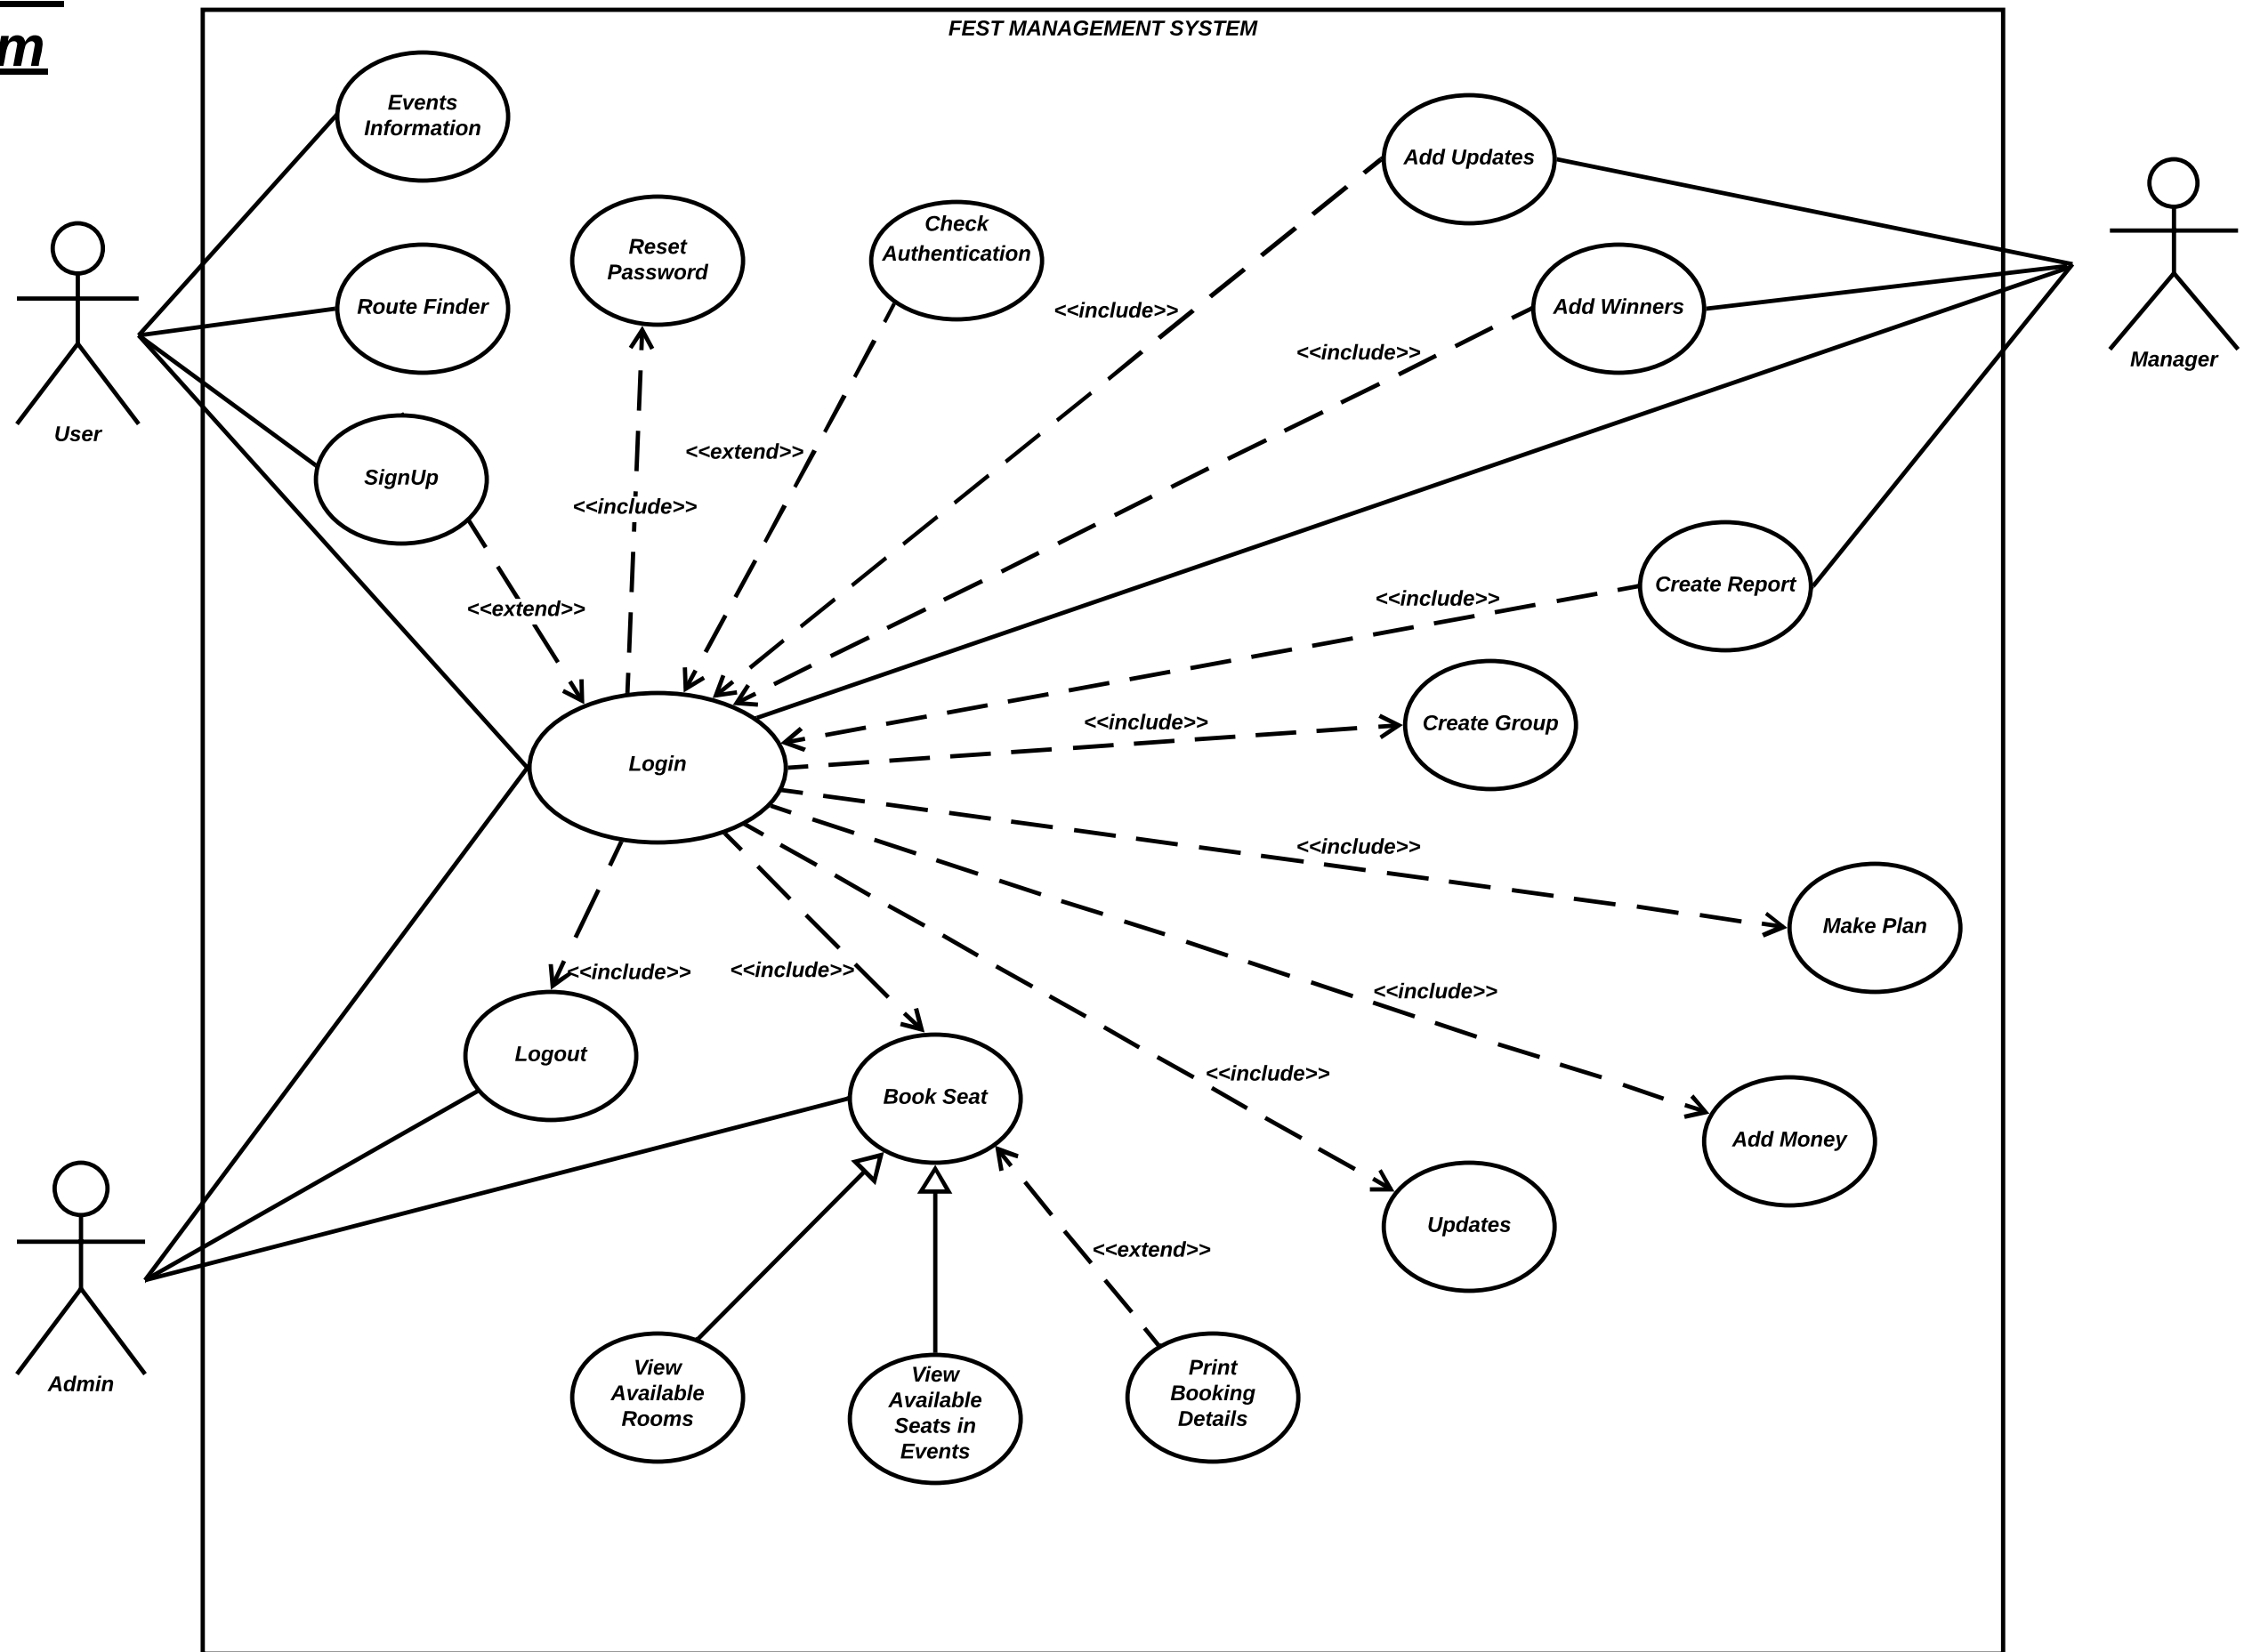 m
FEST MANAGEMENT SYSTEM
Events
Information
Add Updates
Reset
Password
Check
Authentication
Route Finder
Add Winners
<<include>>
<<include>>
Manager
User
<<extend>>
SignUp
<<include>>
<<extend>>
<<include>>
Create Report
<<include>>
Create Group
Login
<<include>>
Make Plan
<<include>>
<<include>>
<<include>>
<<include>>
Logout
Book Seat
Add Money
Updates
<<extend>>
Admin
View
Available
Rooms
View
Available
Seats in
Events
Print
Booking
Details